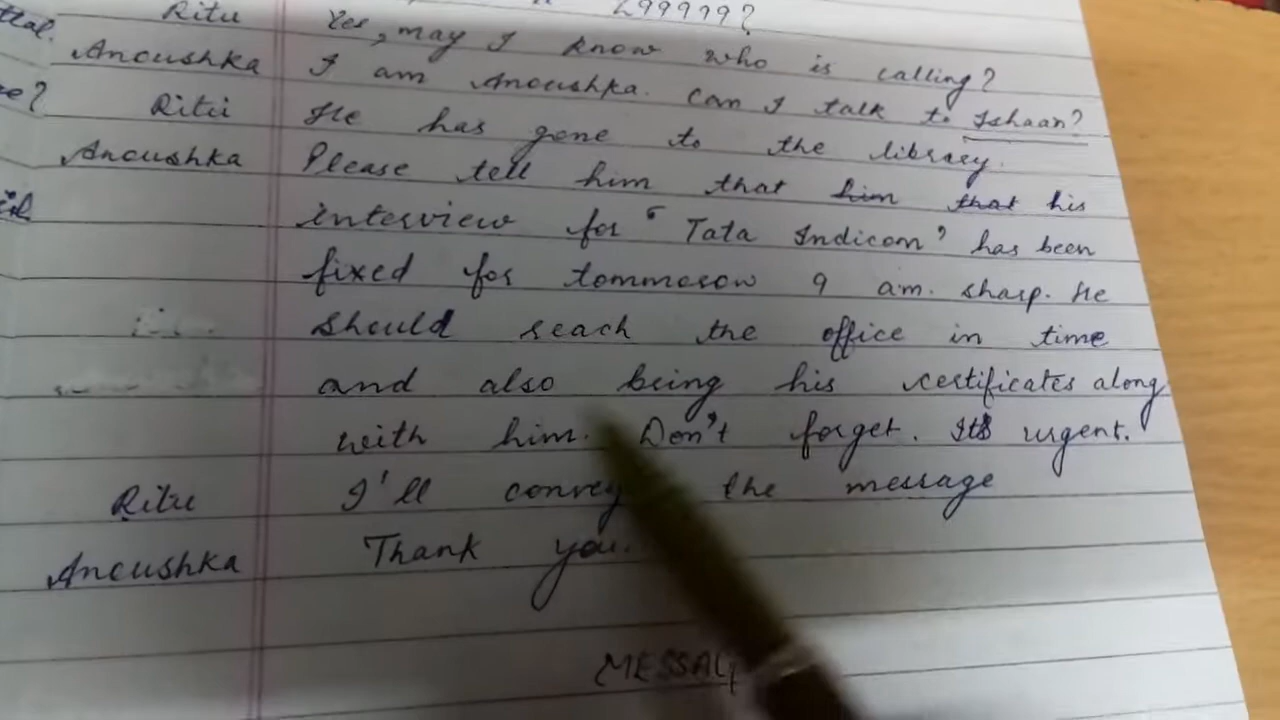 299999?
tal. Ritu Yes, may I know who is calling?
Anoushka I am Anoushka. Can I talk to Ishaan?
e? Ritu He has gone to the library.
Anoushka Please tell him that him that his
interview for 'Tata Indicom' has been
fixed for tommorow 9 am. sharp. He
should reach the office in time
and also bring his certificates along
with him. Don't forget. Its urgent.
Ritu I'll convey the message
Anoushka Thank you.
MESSAG